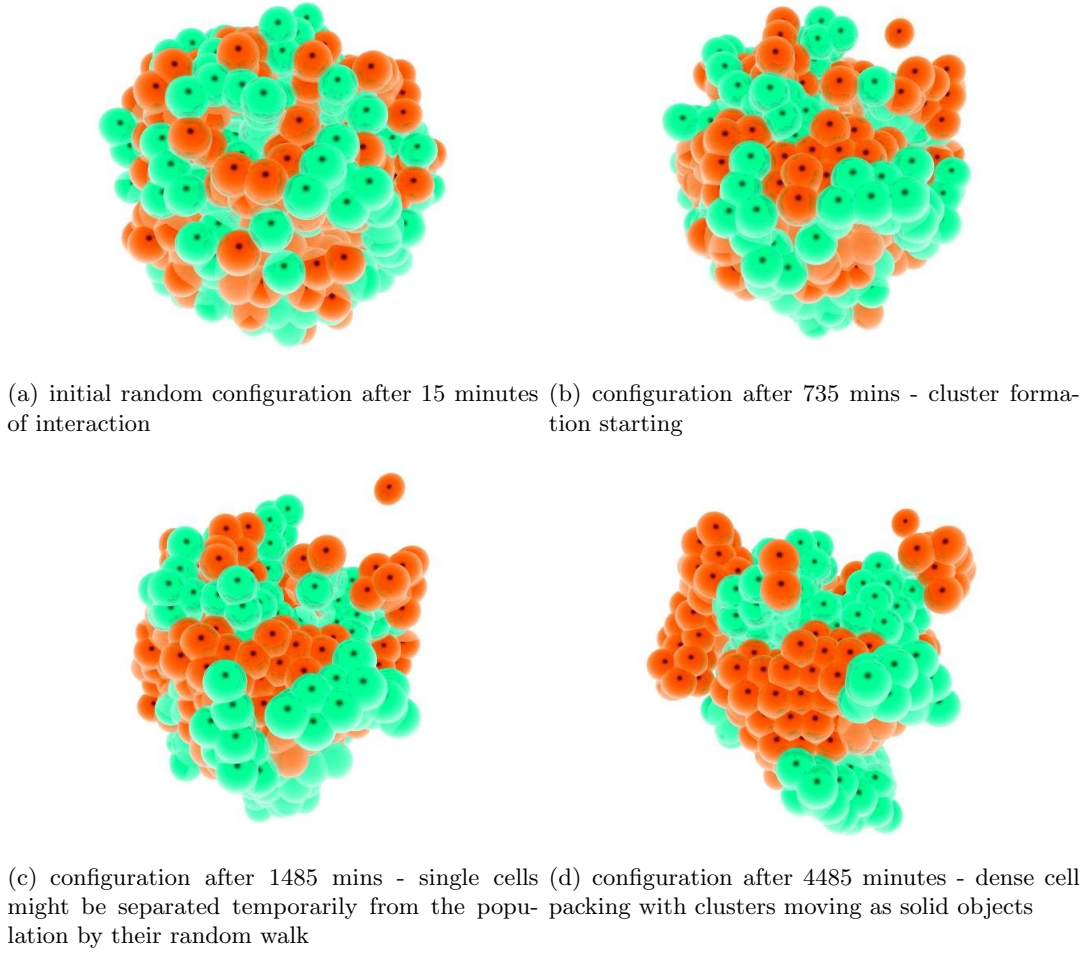 (a) initial random configuration after 15 minutes
of interaction
(b) configuration after 735 mins - cluster forma-
tion starting
(c) configuration after 1485 mins - single cells
might be separated temporarily from the popu-
lation by their random walk
(d) configuration after 4485 minutes - dense cell
packing with clusters moving as solid objects